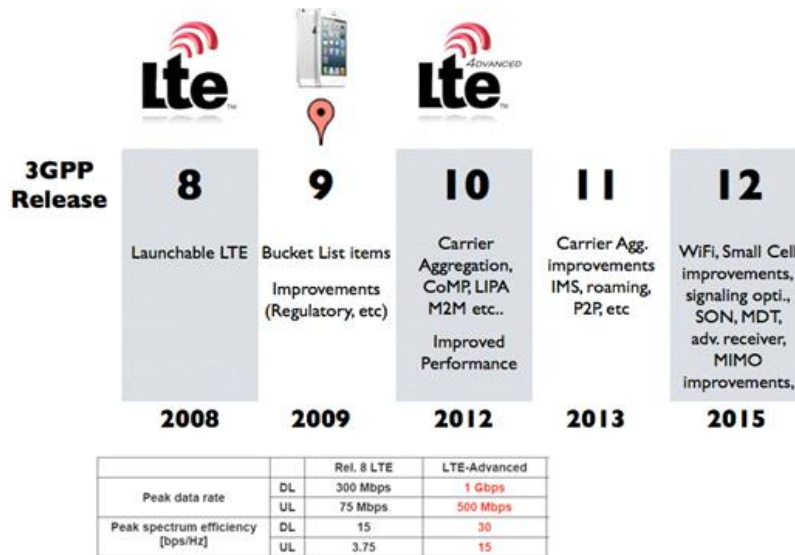 Lte™
Lte™
4DVANCED
3GPP
Release
8
9
10
11
12
Launchable LTE
Bucket List items
Improvements
(Regulatory, etc)
Carrier
Aggregation,
CoMP, LIPA
M2M etc..
Improved
Performance
Carrier Agg.
improvements
IMS, roaming,
P2P, etc
WiFi, Small Cell
improvements,
signaling opti.,
SON, MDT,
adv. receiver,
MIMO
improvements,
2008
2009
2012
2013
2015
Rel. 8 LTE LTE-Advanced
Peak data rate DL 300 Mbps 1 Gbps
UL 75 Mbps 500 Mbps
Peak spectrum efficiency
[bps/Hz]
DL 15 30
UL 3.75 15